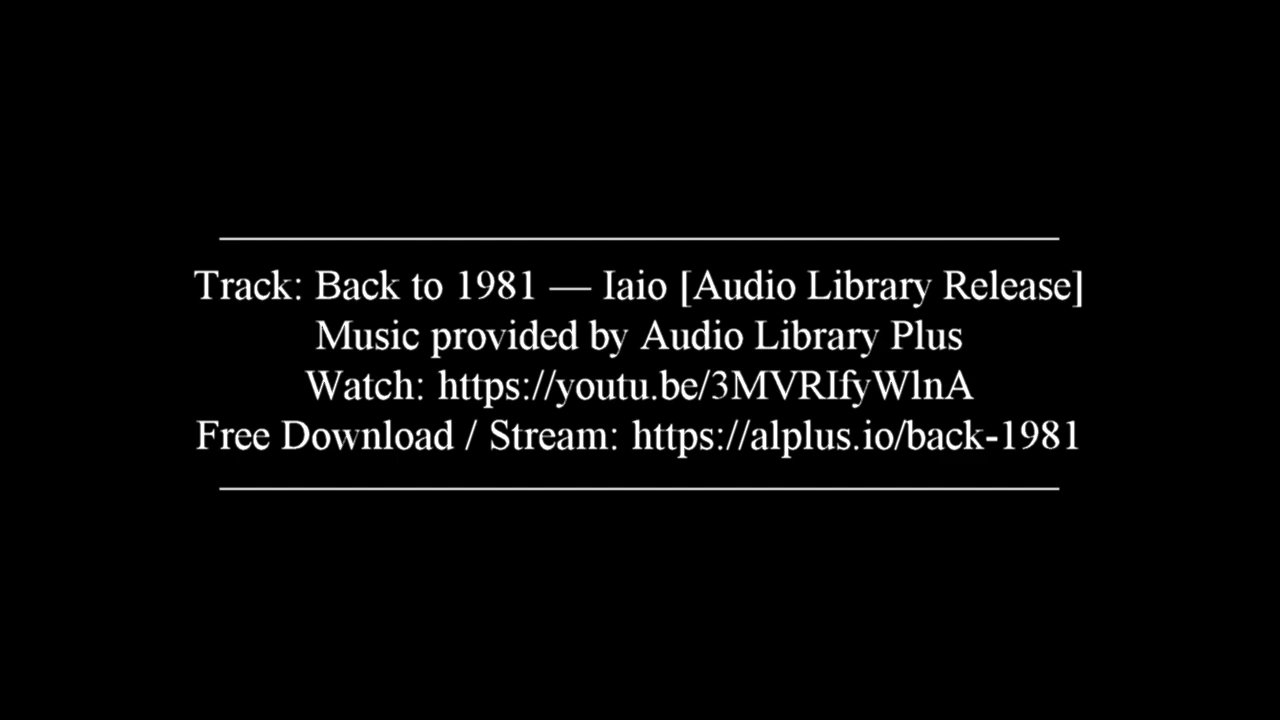 Track: Back to 1981 — Iaio [Audio Library Release]
Music provided by Audio Library Plus
Watch: https://youtu.be/3MVRIfyWlnA
Free Download / Stream: https://alplus.io/back-1981